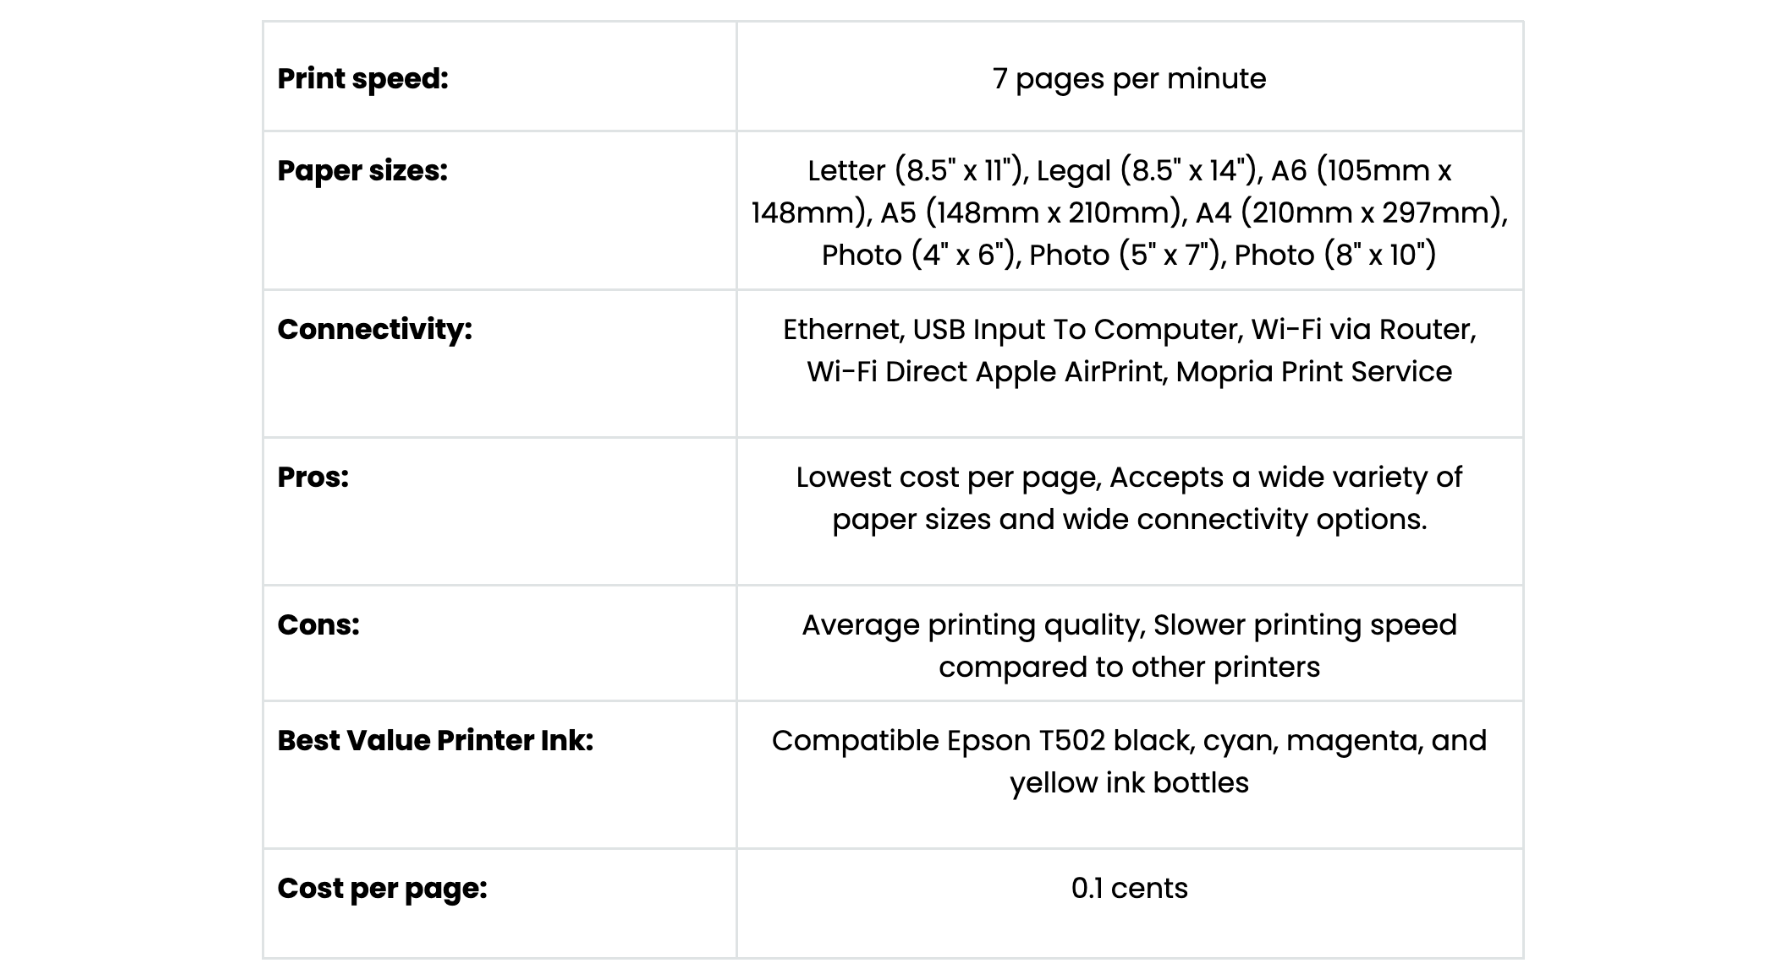 Print speed:
7 pages per minute
Paper sizes:
Letter (8.5" x 11"), Legal (8.5" x 14"), A6 (105mm x
148mm), A5 (148mm x 210mm), A4 (210mm x 297mm),
Photo (4" x 6"), Photo (5" x 7"), Photo (8" x 10")
Connectivity:
Ethernet, USB Input To Computer, Wi-Fi via Router,
Wi-Fi Direct Apple AirPrint, Mopria Print Service
Pros:
Lowest cost per page, Accepts a wide variety of
paper sizes and wide connectivity options.
Cons:
Average printing quality, Slower printing speed
compared to other printers
Best Value Printer Ink:
Compatible Epson T502 black, cyan, magenta, and
yellow ink bottles
Cost per page:
0.1 cents